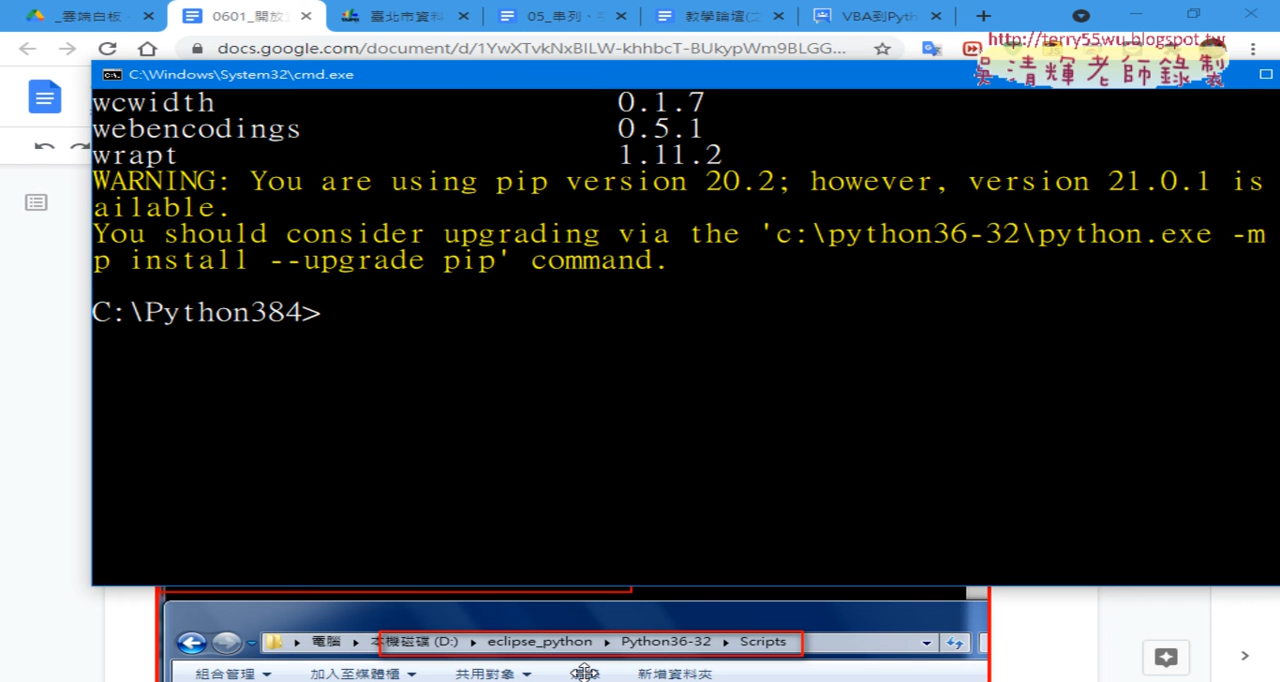 _雲端白板
0601_開放
臺北市資料
05_串列、
教學論壇(
VBA到Pyth
docs.google.com/document/d/1YwXTvkNxBILW-khhbcT-BUkypWm9BLGG...
http://terry55wu.blogspot.tw
吳清輝老師錄製
C:\Windows\System32\cmd.exe
wcwidth 0.1.7
webencodings 0.5.1
wrapt 1.11.2
WARNING: You are using pip version 20.2; however, version 21.0.1 is
ailable.
You should consider upgrading via the 'c:\python36-32\python.exe -m
p install --upgrade pip' command.
C:\Python384>
電腦 本機磁碟 (D:) eclipse_python Python36-32 Scripts
組合管理 加入至媒體櫃 共用對象 新增資料夾